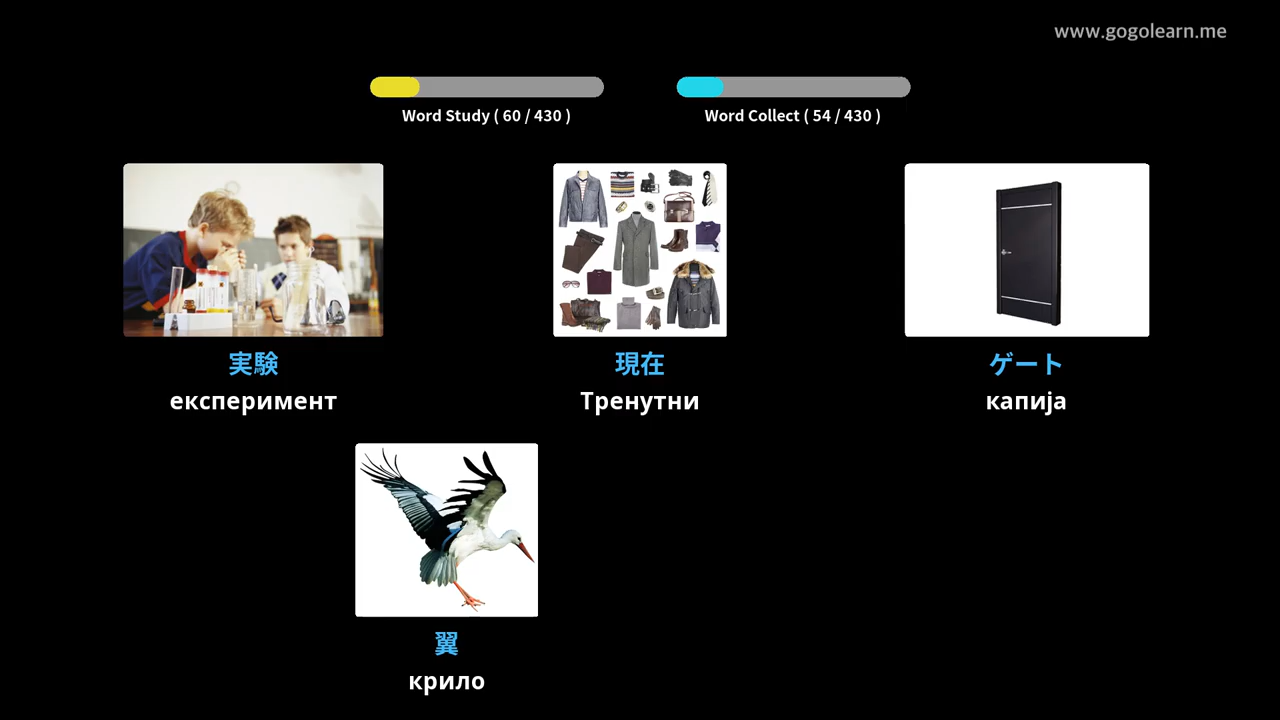 www.gogolearn.me
Word Study ( 60 / 430 )
Word Collect ( 54 / 430 )
実験
експеримент
現在
Тренутни
ゲート
капија
翼
крило